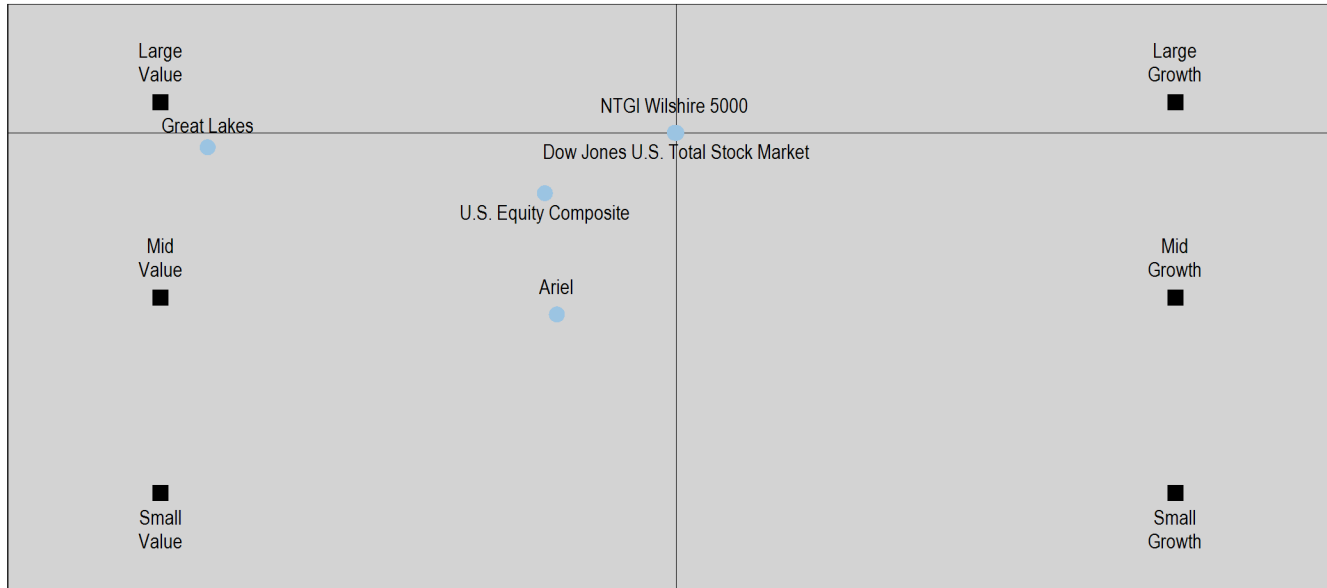 Large
Value
Large
Growth
NTGI Wilshire 5000
Great Lakes
Dow Jones U.S. Total Stock Market
U.S. Equity Composite
Mid
Value
Mid
Growth
Ariel
Small
Value
Small
Growth